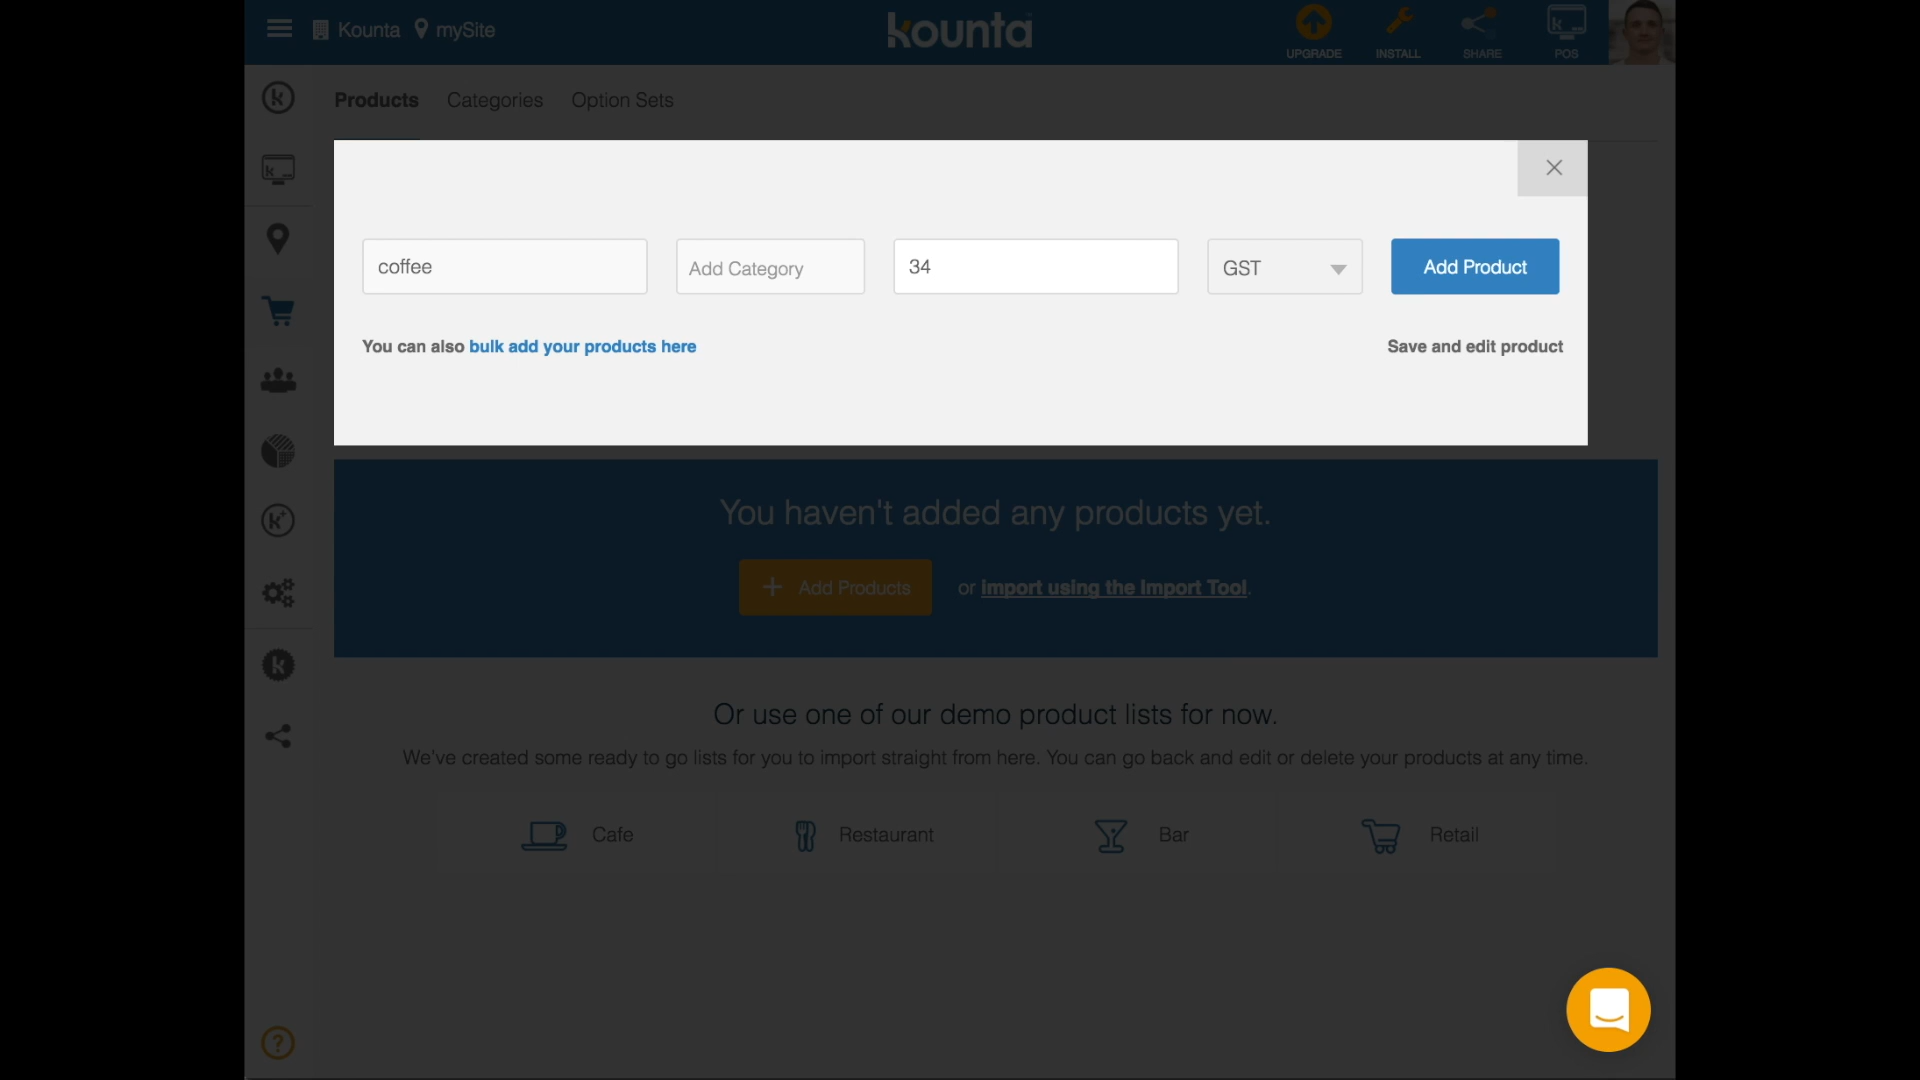 Kounta mySite kounta UPGRADE INSTALL SHARE POS
Products Categories Option Sets
coffee Add Category 34 GST Add Product
You can also bulk add your products here Save and edit product
You haven't added any products yet.
+ Add Products or import using the Import Tool.
Or use one of our demo product lists for now.
We've created some ready to go lists for you to import straight from here. You can go back and edit or delete your products at any time.
Cafe Restaurant Bar Retail
?